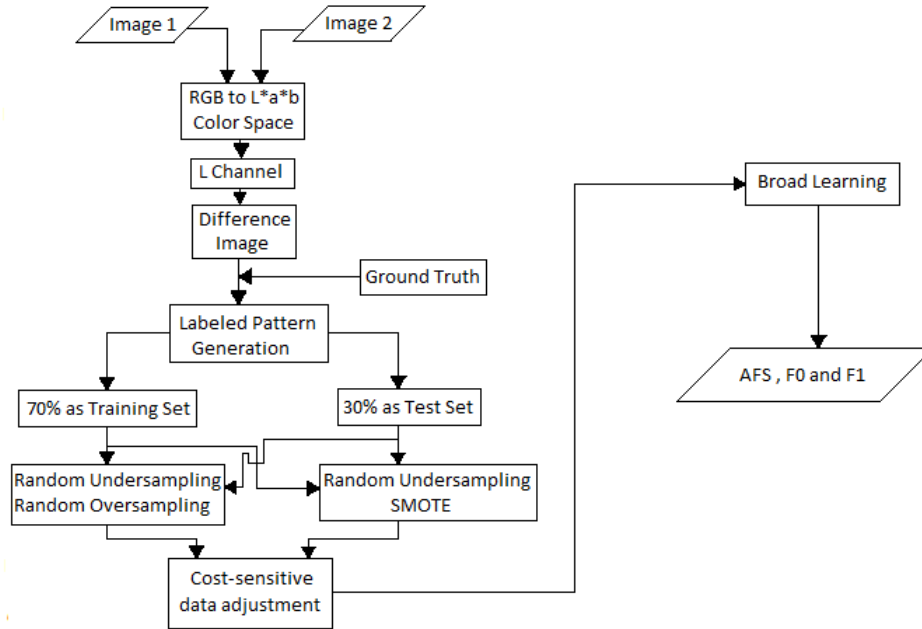 Image 1
Image 2
RGB to L*a*b
Color Space
L Channel
Difference
Image
Ground Truth
Labeled Pattern
Generation
70% as Training Set
30% as Test Set
Random Undersampling
Random Oversampling
Random Undersampling
SMOTE
Cost-sensitive
data adjustment
Broad Learning
AFS , F0 and F1